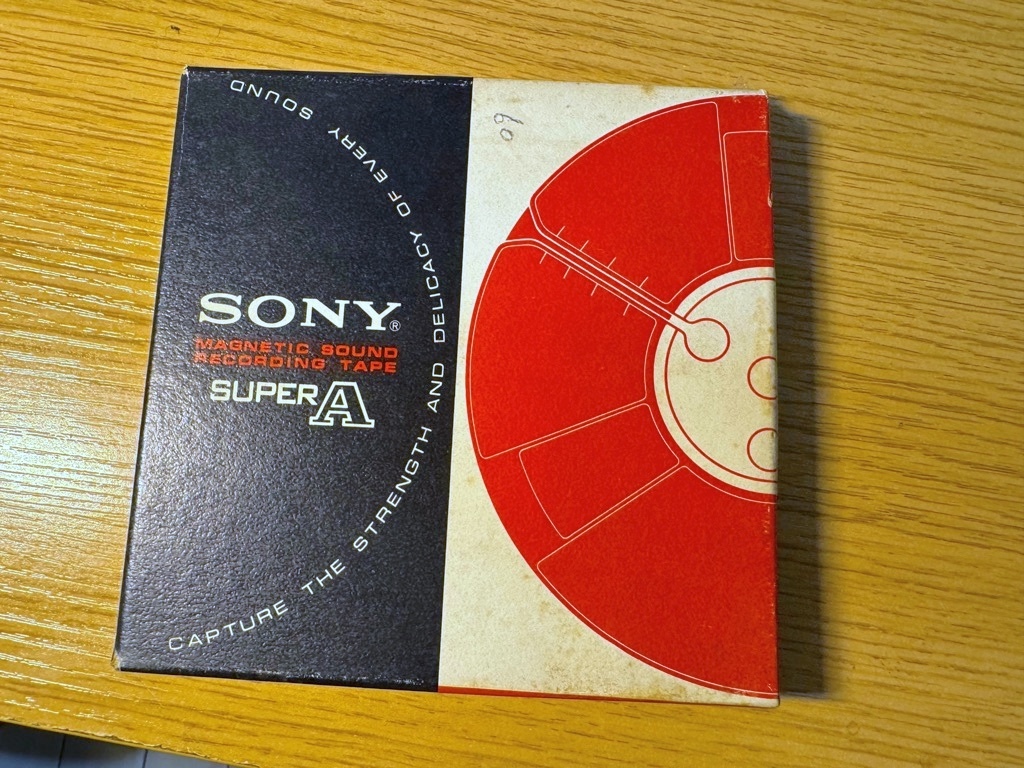 SONY®
MAGNETIC SOUND
RECORDING TAPE
SUPER A
CAPTURE THE STRENGTH AND DELICACY OF EVERY SOUND